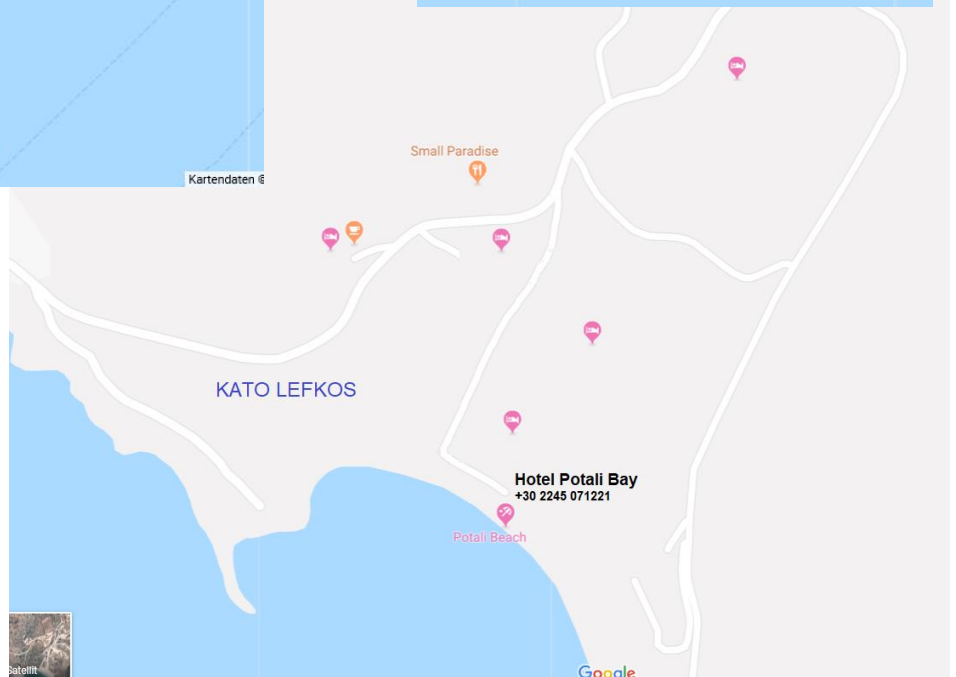 Small Paradise
Kartendaten ©
KATO LEFKOS
Hotel Potali Bay
+30 2245 071221
Potali Beach
Satellit
Google